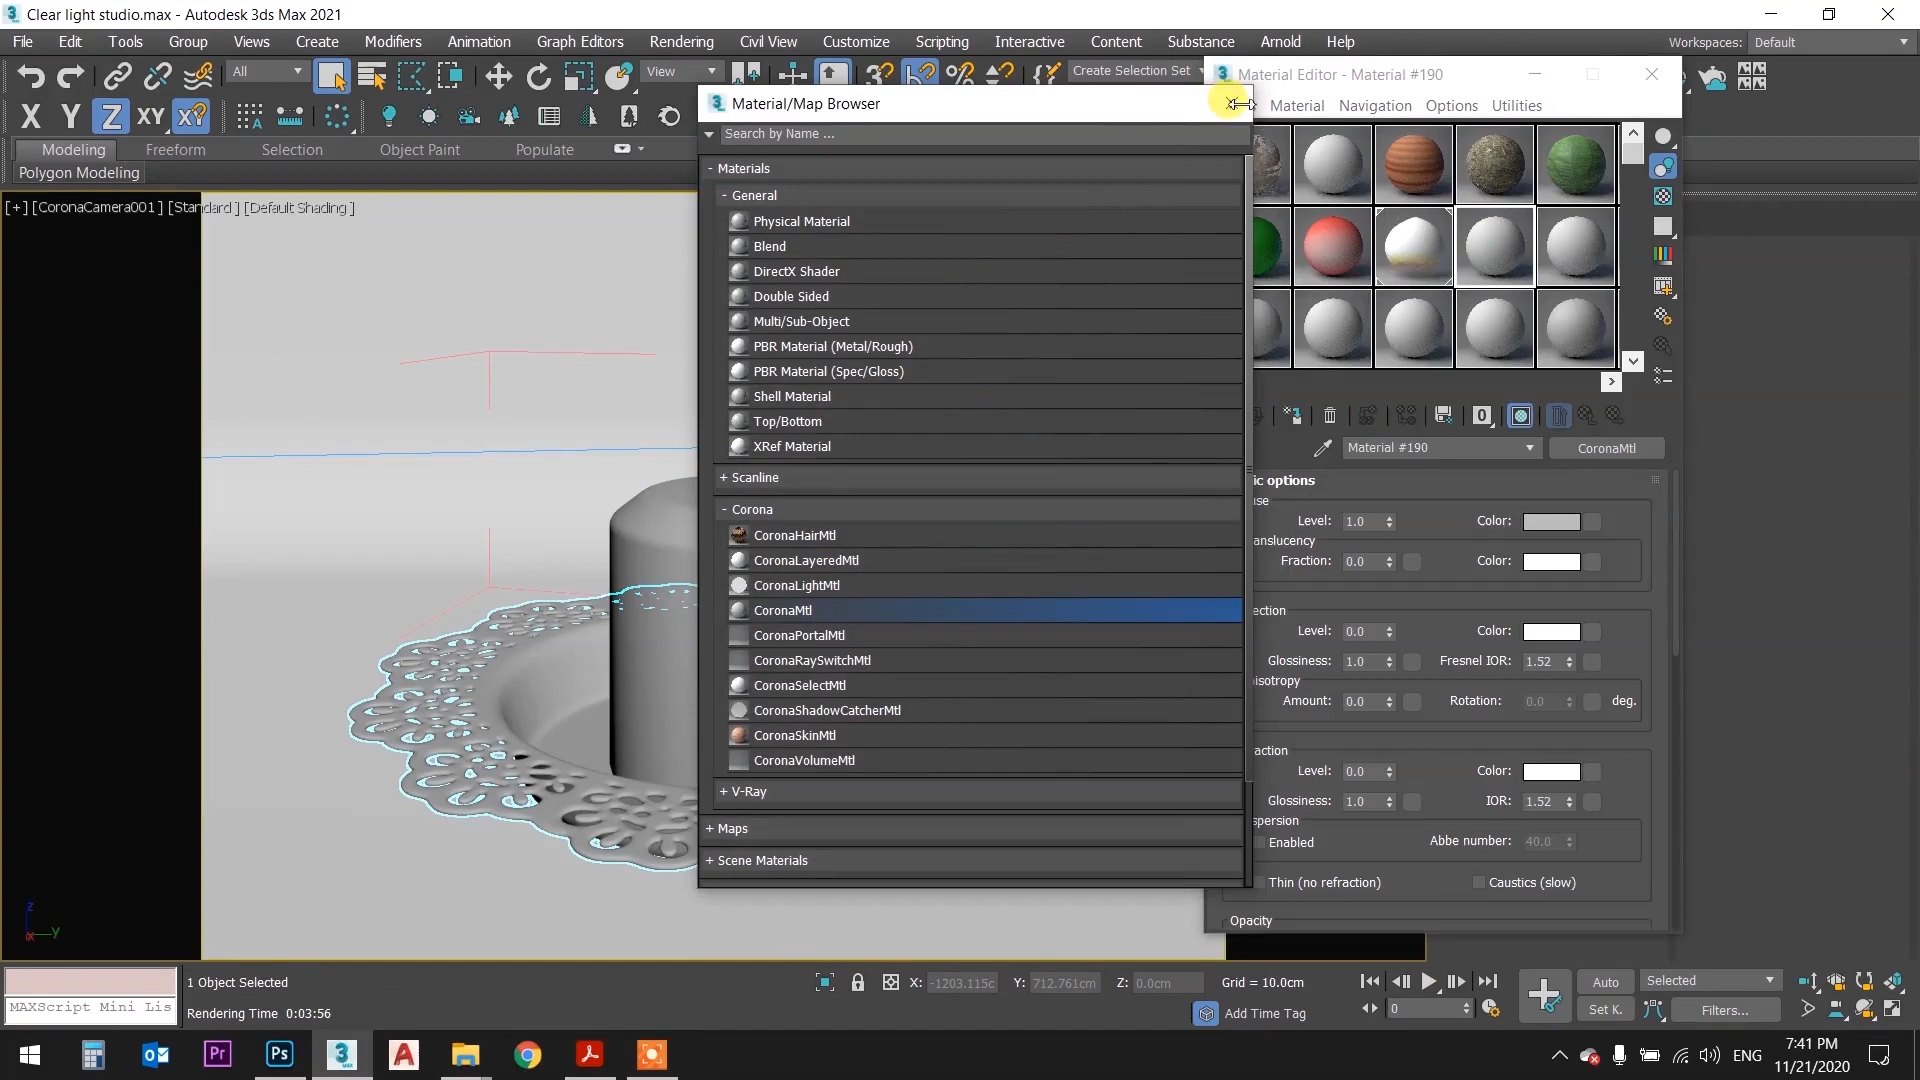 Clear light studio.max - Autodesk 3ds Max 2021
File Edit Tools Group Views Create Modifiers Animation Graph Editors Rendering Civil View Customize Scripting Interactive Content Substance Arnold Help
Workspaces: Default
All
View
Create Selection Set
Material Editor - Material #190
X Y Z XY XY
Material/Map Browser
Material Navigation Options Utilities
Search by Name ...
Modeling Freeform Selection Object Paint Populate
Polygon Modeling
[+] [CoronaCamera001] [Standard] [Default Shading]
- Materials
- General
Physical Material
Blend
DirectX Shader
Double Sided
Multi/Sub-Object
PBR Material (Metal/Rough)
PBR Material (Spec/Gloss)
Shell Material
Top/Bottom
XRef Material
+ Scanline
- Corona
CoronaHairMtl
CoronaLayeredMtl
CoronaLightMtl
CoronaMtl
CoronaPortalMtl
CoronaRaySwitchMtl
CoronaSelectMtl
CoronaShadowCatcherMtl
CoronaSkinMtl
CoronaVolumeMtl
+ V-Ray
+ Maps
+ Scene Materials
Material #190 CoronaMtl
ic options
use
Level: 1.0 Color:
anslucency
Fraction: 0.0 Color:
ection
Level: 0.0 Color:
Glossiness: 1.0 Fresnel IOR: 1.52
isotropy
Amount: 0.0 Rotation: 0.0 deg.
action
Level: 0.0 Color:
Glossiness: 1.0 IOR: 1.52
spersion
Enabled Abbe number: 40.0
Thin (no refraction) Caustics (slow)
Opacity
z
x y
1 Object Selected
X: -1203.115c Y: 712.761cm Z: 0.0cm Grid = 10.0cm
Auto Selected
MAXScript Mini Lis
Rendering Time 0:03:56
Add Time Tag
0
Set K. Filters...
ENG
7:41 PM
11/21/2020